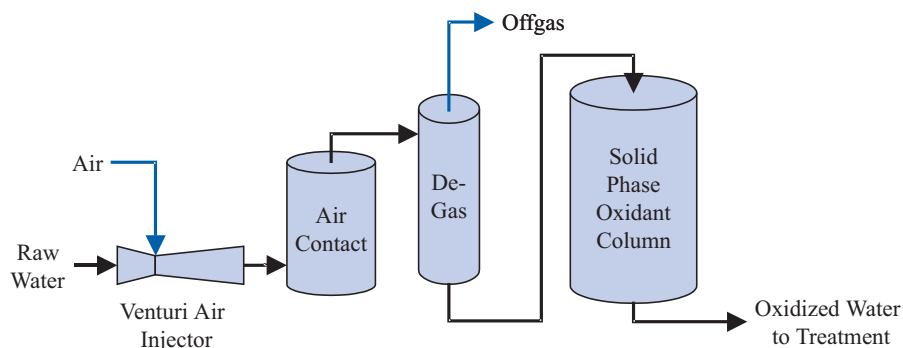 Offgas
Air
Raw
Water
Venturi Air
Injector
Air
Contact
De-
Gas
Solid
Phase
Oxidant
Column
Oxidized Water
to Treatment